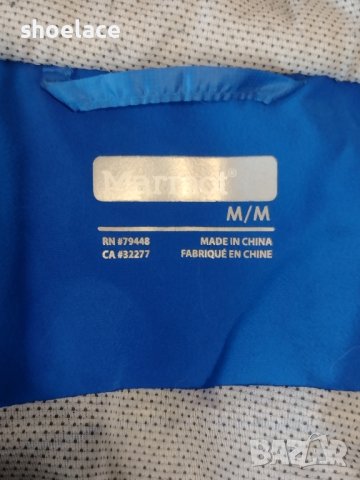 shoelace
Marmot®
M/M
RN #79448 MADE IN CHINA
CA #32277 FABRIQUÉ EN CHINE
BAZAR